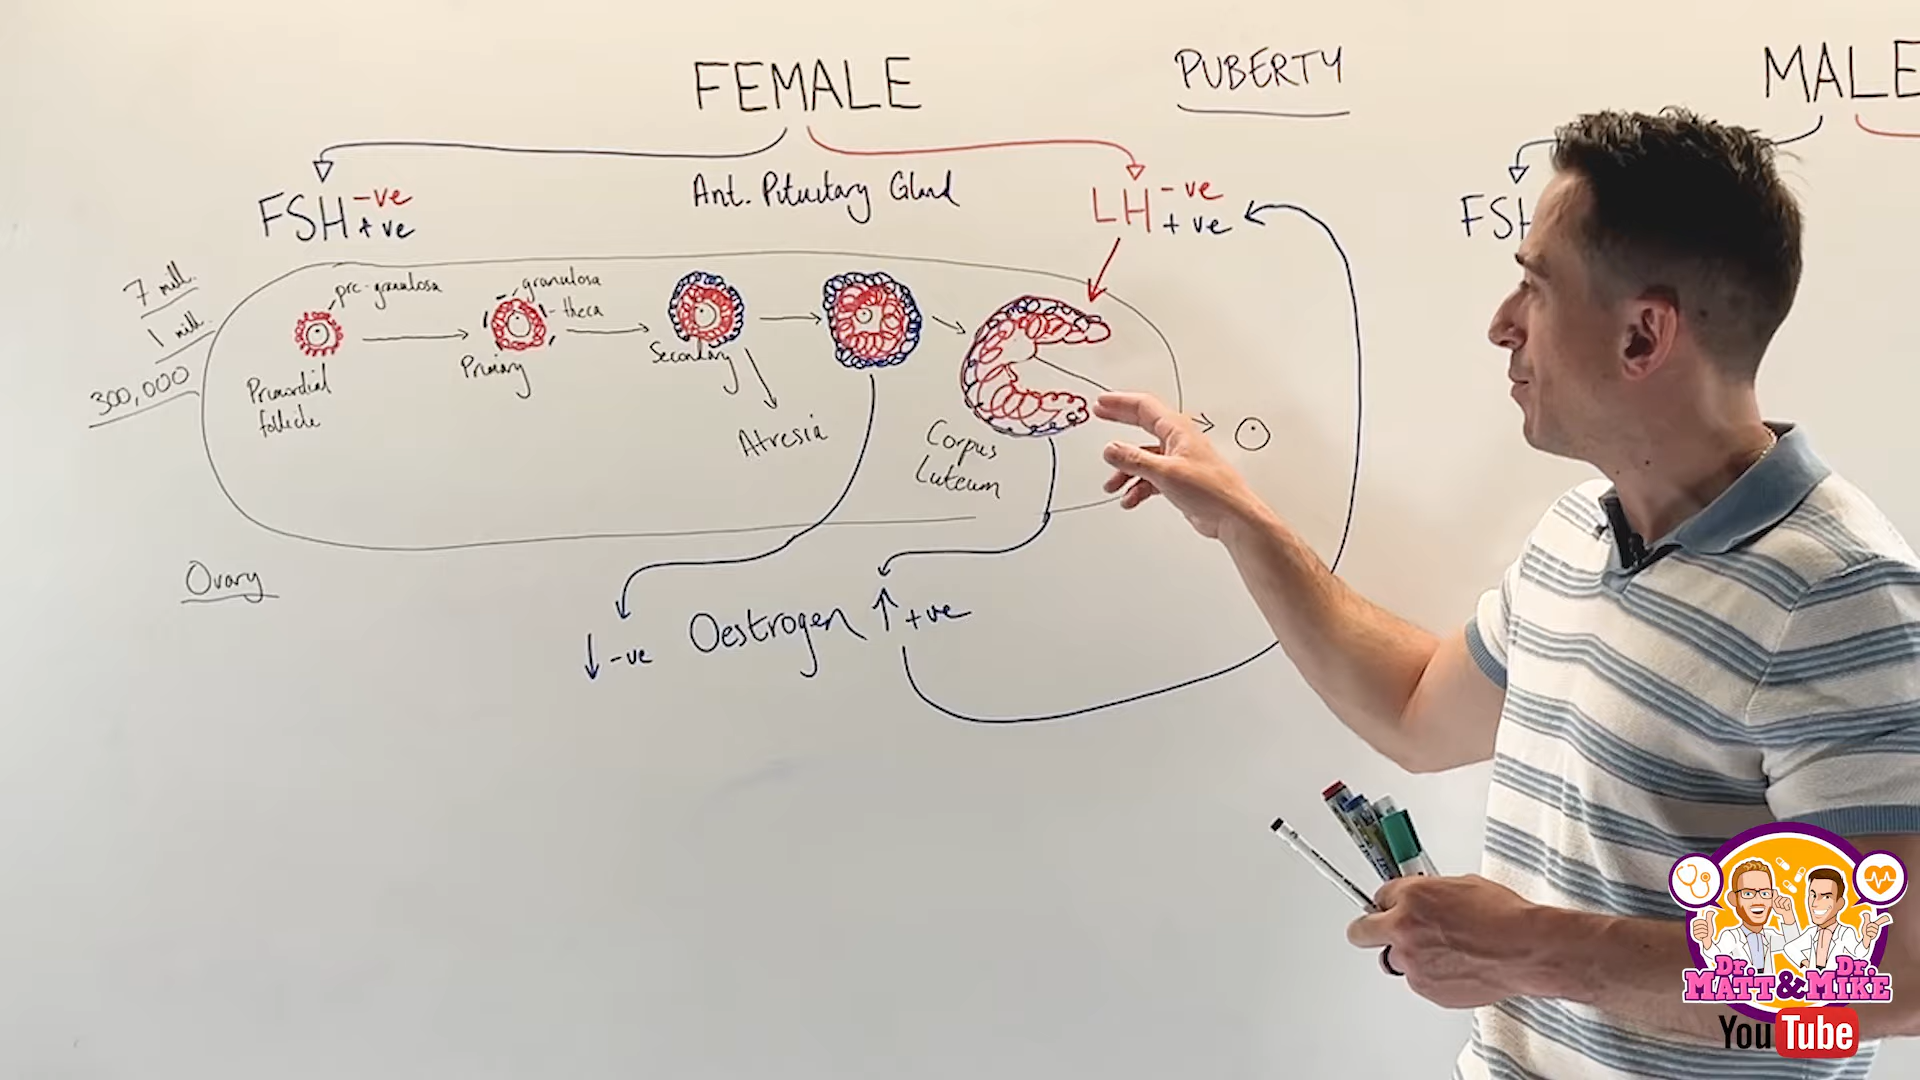 FEMALE
PUBERTY
MALE
Ant. Pituitary Gland
FSH -ve
+ve
LH -ve
+ve
FSH
7 mill.
1 mill.
300,000
pre-granulosa
granulosa
theca
Primordial
follicle
Primary
Secondary
Atresia
Corpus
Luteum
Ovary
↓ -ve
Oestrogen ↑ +ve
Dr. Dr.
MATT & MIKE
YouTube